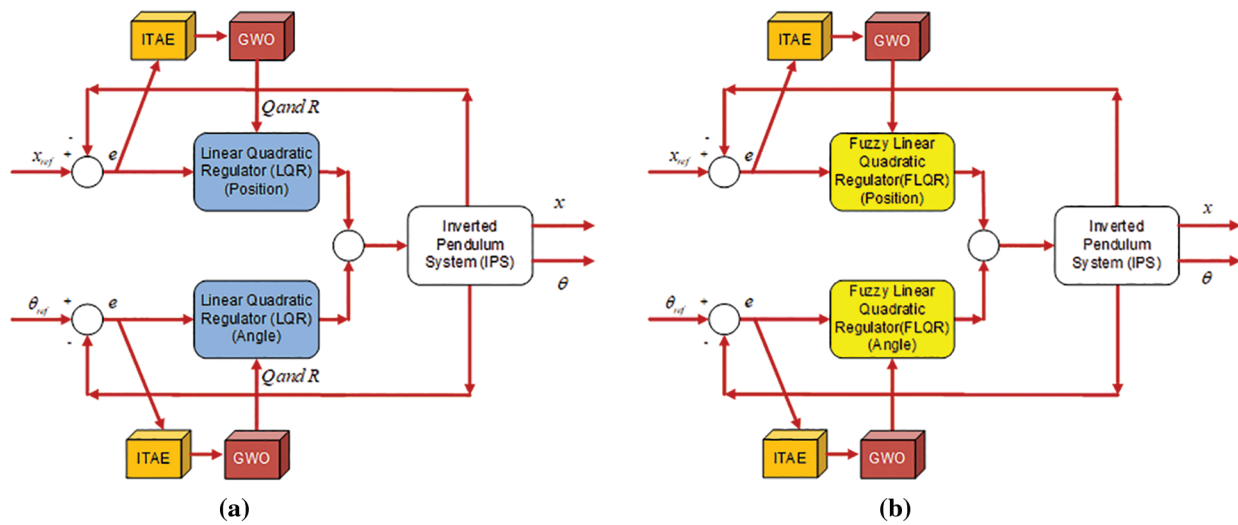 ITAE
GWO
Q and R
-
+
x_ref
e
Linear Quadratic
Regulator (LQR)
(Position)
Inverted
Pendulum
System (IPS)
x
θ
Linear Quadratic
Regulator (LQR)
(Angle)
θ_ref
+
-
e
Q and R
ITAE
GWO
(a)
ITAE
GWO
-
+
x_ref
e
Fuzzy Linear
Quadratic
Regulator(FLQR)
(Position)
Inverted
Pendulum
System (IPS)
x
θ
Fuzzy Linear
Quadratic
Regulator(FLQR)
(Angle)
θ_ref
+
-
e
ITAE
GWO
(b)